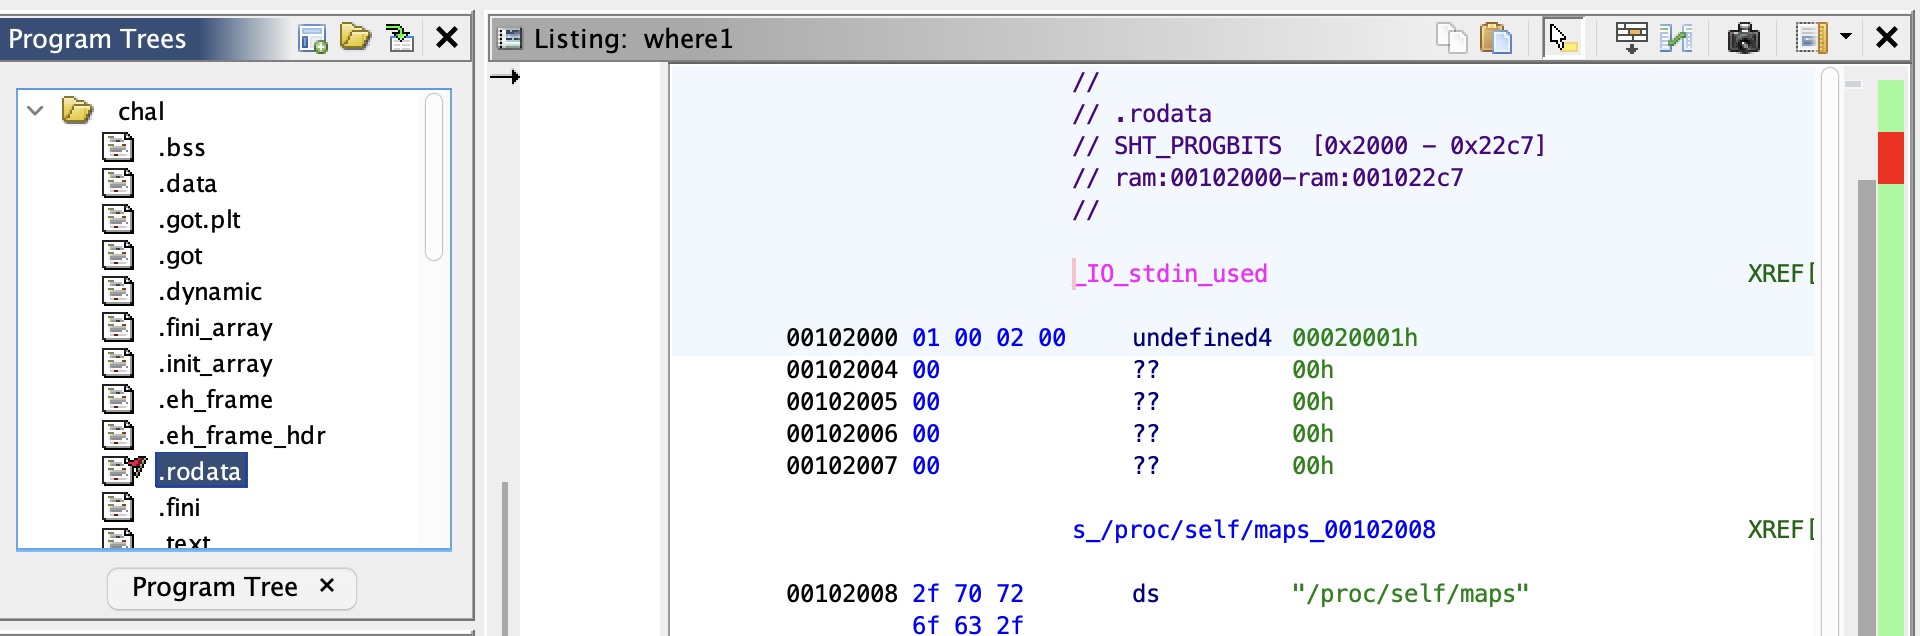 Program Trees
chal
.bss
.data
.got.plt
.got
.dynamic
.fini_array
.init_array
.eh_frame
.eh_frame_hdr
.rodata
.fini
.text
Program Tree ×
Listing: where1
//
// .rodata
// SHT_PROGBITS [0x2000 - 0x22c7]
// ram:00102000-ram:001022c7
//
_IO_stdin_used XREF[
00102000 01 00 02 00 undefined4 00020001h
00102004 00 ?? 00h
00102005 00 ?? 00h
00102006 00 ?? 00h
00102007 00 ?? 00h
s_/proc/self/maps_00102008 XREF[
00102008 2f 70 72 ds "/proc/self/maps"
6f 63 2f